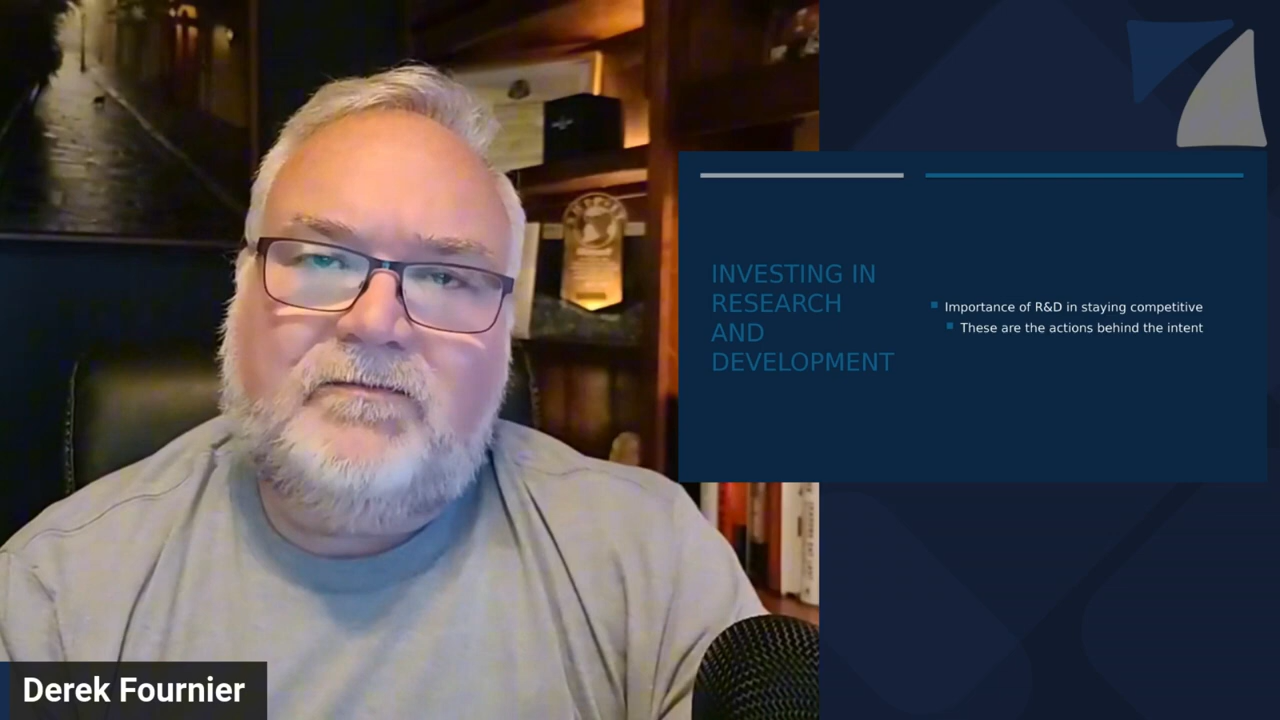 INVESTING IN
RESEARCH
AND
DEVELOPMENT
Importance of R&D in staying competitive
These are the actions behind the intent
Derek Fournier